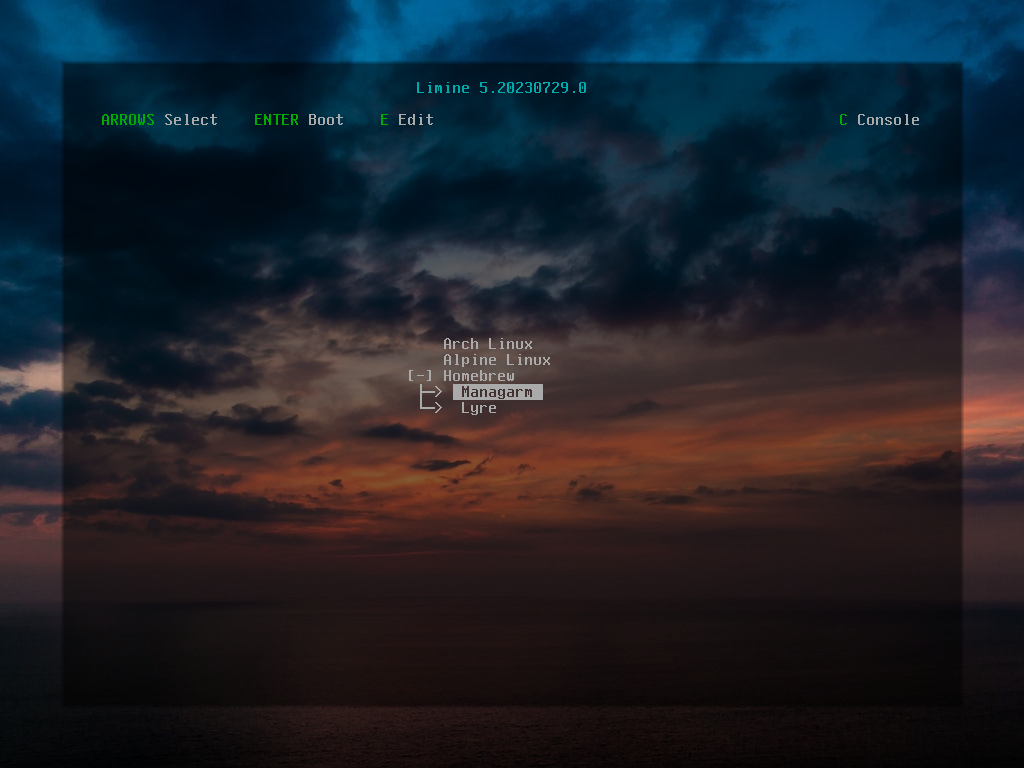 Limine 5.20230729.0
ARROWS Select    ENTER Boot    E Edit    C Console
Arch Linux
Alpine Linux
[-] Homebrew
├─> Managarm
└─> Lyre